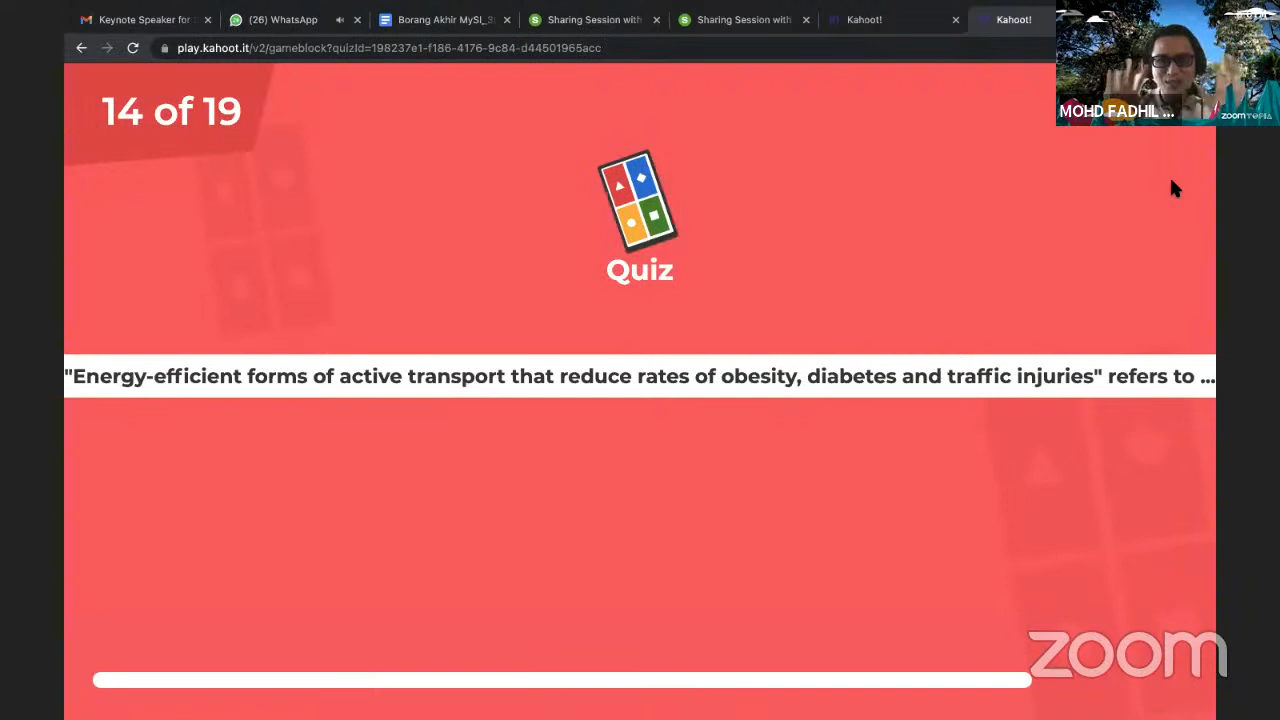 Keynote Speaker for
(26) WhatsApp
Borang Akhir MySI_S
Sharing Session with
Sharing Session with
Kahoot!
Kahoot!
play.kahoot.it/v2/gameblock?quizId=198237e1-f186-4176-9c84-d44501965acc
MOHD FADHIL ...
zoomtopia
14 of 19
Quiz
"Energy-efficient forms of active transport that reduce rates of obesity, diabetes and traffic injuries" refers to ...
zoom